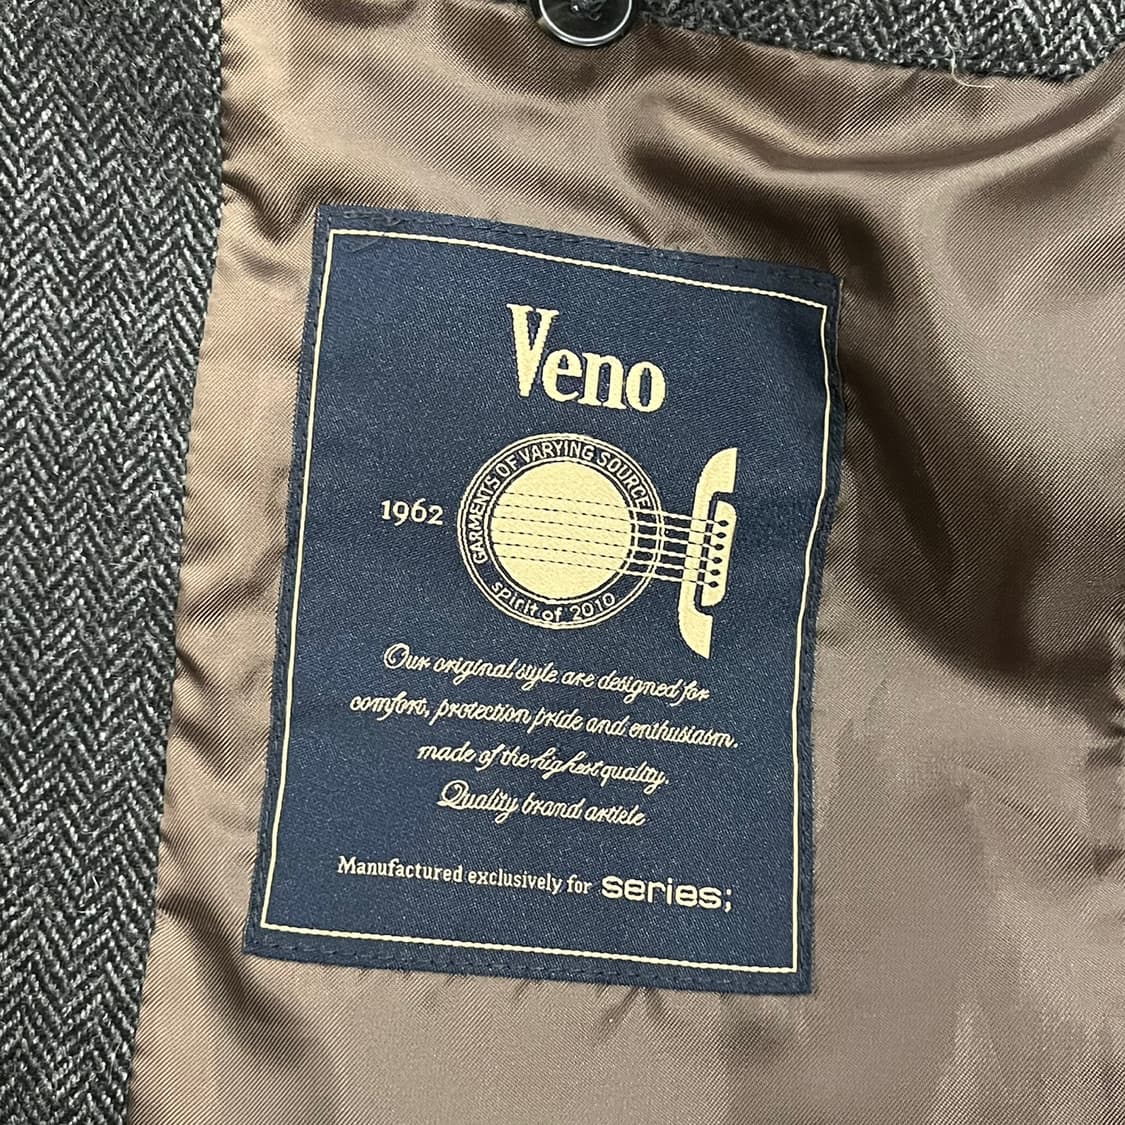 Veno
1962
GARMENTS OF VARYING SOURCE
spirit of 2010
Our original style are designed for
comfort, protection pride and enthusiasm.
made of the highest quality.
Quality brand article
Manufactured exclusively for series;